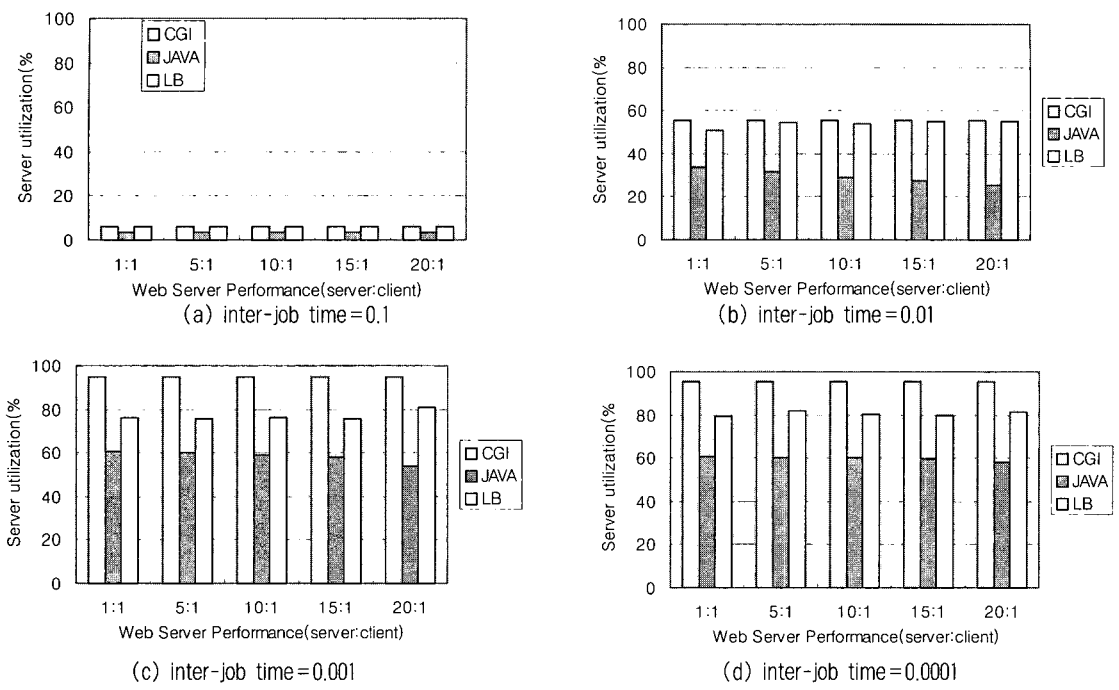 100
80
60
40
20
0
Server utilization(%
CGI
JAVA
LB
1:1 5:1 10:1 15:1 20:1
Web Server Performance(server:client)
(a) inter-job time=0.1
100
80
60
40
20
0
Server utilization(%
CGI
JAVA
LB
1:1 5:1 10:1 15:1 20:1
Web Server Performance(server:client)
(b) inter-job time=0.01
100
80
60
40
20
0
Server utilization(%
CGI
JAVA
LB
1:1 5:1 10:1 15:1 20:1
Web Server Performance(server:client)
(c) inter-job time=0.001
100
80
60
40
20
0
Server utilization(%
CGI
JAVA
LB
1:1 5:1 10:1 15:1 20:1
Web Server Performance(server:client)
(d) inter-job time=0.0001